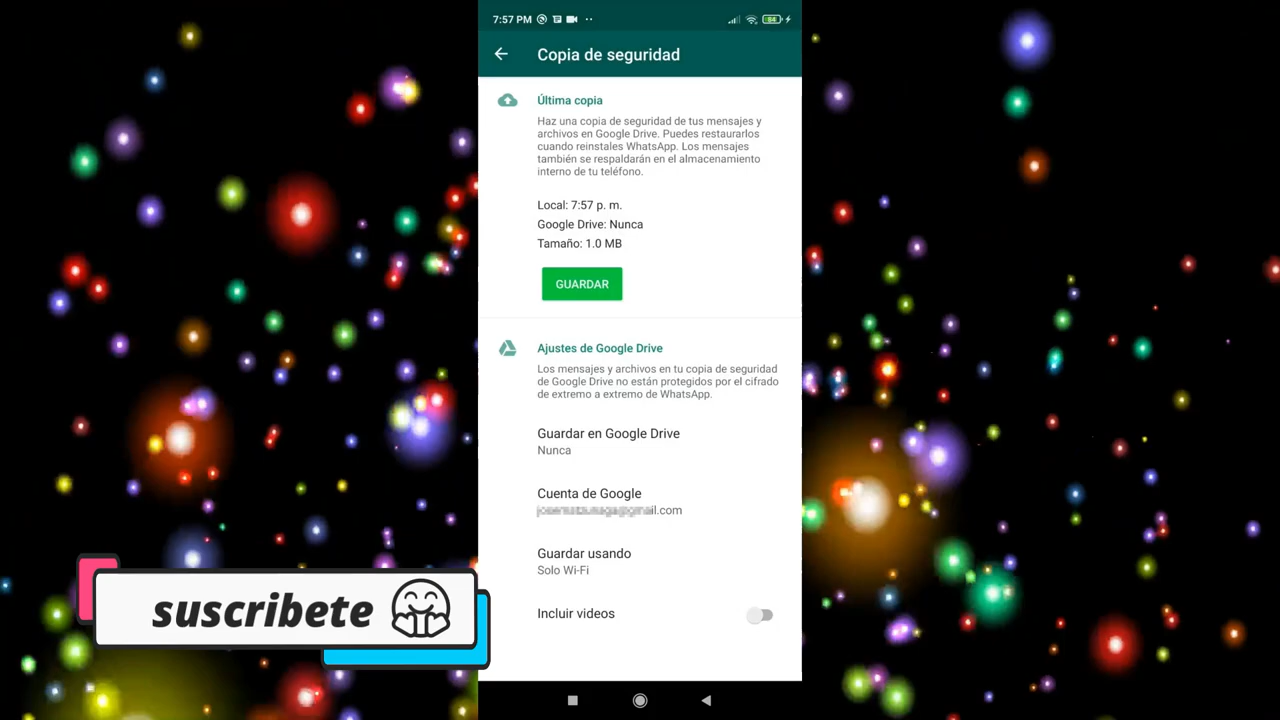 7:57 PM
84
Copia de seguridad
Última copia
Haz una copia de seguridad de tus mensajes y
archivos en Google Drive. Puedes restaurarlos
cuando reinstales WhatsApp. Los mensajes
también se respaldarán en el almacenamiento
interno de tu teléfono.
Local: 7:57 p. m.
Google Drive: Nunca
Tamaño: 1.0 MB
GUARDAR
Ajustes de Google Drive
Los mensajes y archivos en tu copia de seguridad
de Google Drive no están protegidos por el cifrado
de extremo a extremo de WhatsApp.
Guardar en Google Drive
Nunca
Cuenta de Google
Guardar usando
Solo Wi-Fi
Incluir videos
suscribete